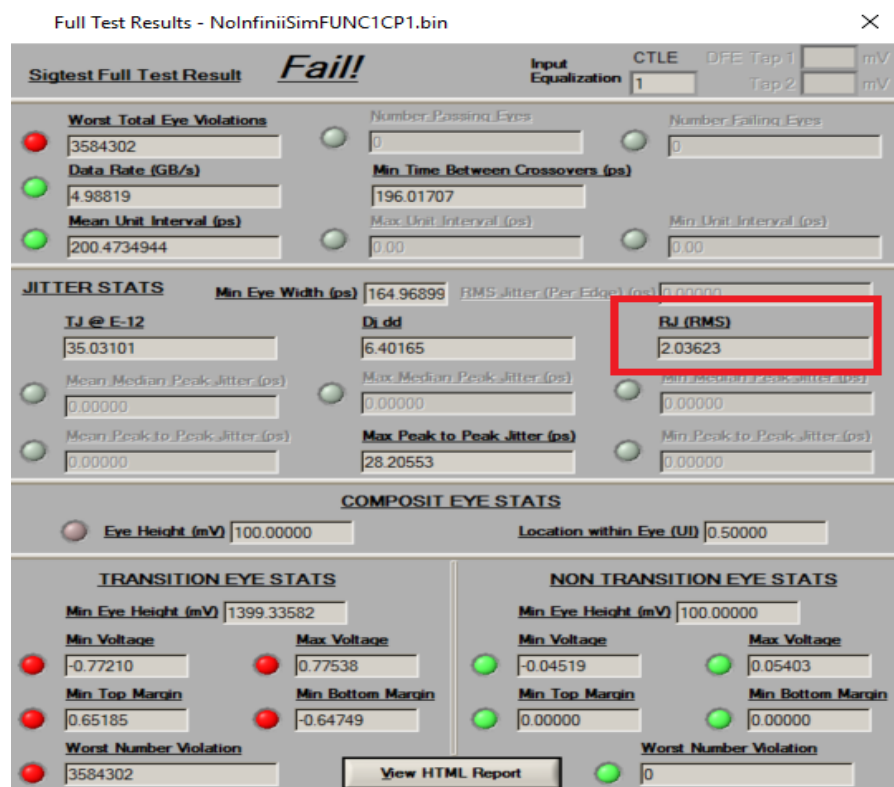 Full Test Results - NoInfiniiSimFUNC1CP1.bin
Sigtest Full Test Result Fail! Input Equalization CTLE 1 DFE Tap 1 mV
Tap 2 mV
Worst Total Eye Violations Number Passing Eyes Number Failing Eyes
3584302 0 0
Data Rate (GB/s) Min Time Between Crossovers (ps)
4.98819 196.01707
Mean Unit Interval (ps) Max Unit Interval (ps) Min Unit Interval (ps)
200.4734944 0.00 0.00
JITTER STATS Min Eye Width (ps) 164.96899 RMS Jitter (Per Edge) (ps) 0.00000
TJ @ E-12 Dj dd RJ (RMS)
35.03101 6.40165 2.03623
Mean Median Peak Jitter (ps) Max Median Peak Jitter (ps) Min Median Peak Jitter (ps)
0.00000 0.00000 0.00000
Mean Peak to Peak Jitter (ps) Max Peak to Peak Jitter (ps) Min Peak to Peak Jitter (ps)
0.00000 28.20553 0.00000
COMPOSIT EYE STATS
Eye Height (mV) 100.00000 Location within Eye (UI) 0.50000
TRANSITION EYE STATS NON TRANSITION EYE STATS
Min Eye Height (mV) 1399.33582 Min Eye Height (mV) 100.00000
Min Voltage Max Voltage Min Voltage Max Voltage
-0.77210 0.77538 -0.04519 0.05403
Min Top Margin Min Bottom Margin Min Top Margin Min Bottom Margin
0.65185 -0.64749 0.00000 0.00000
Worst Number Violation Worst Number Violation
3584302 View HTML Report 0